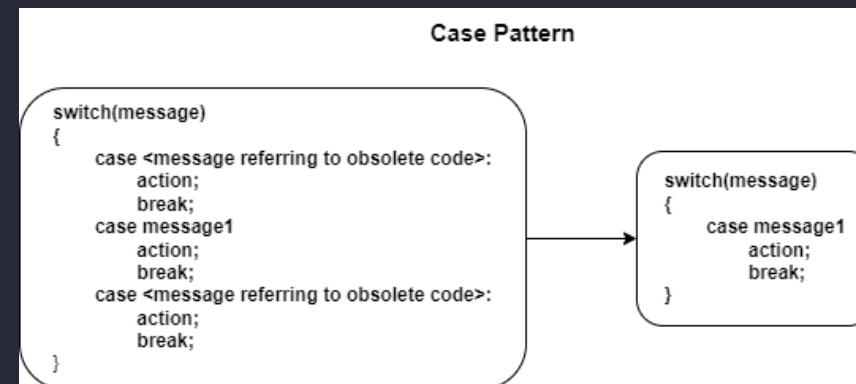 Case Pattern
switch(message)
{
case <message referring to obsolete code>:
action;
break;
case message1
action;
break;
case <message referring to obsolete code>:
action;
break;
}
switch(message)
{
case message1
action;
break;
}